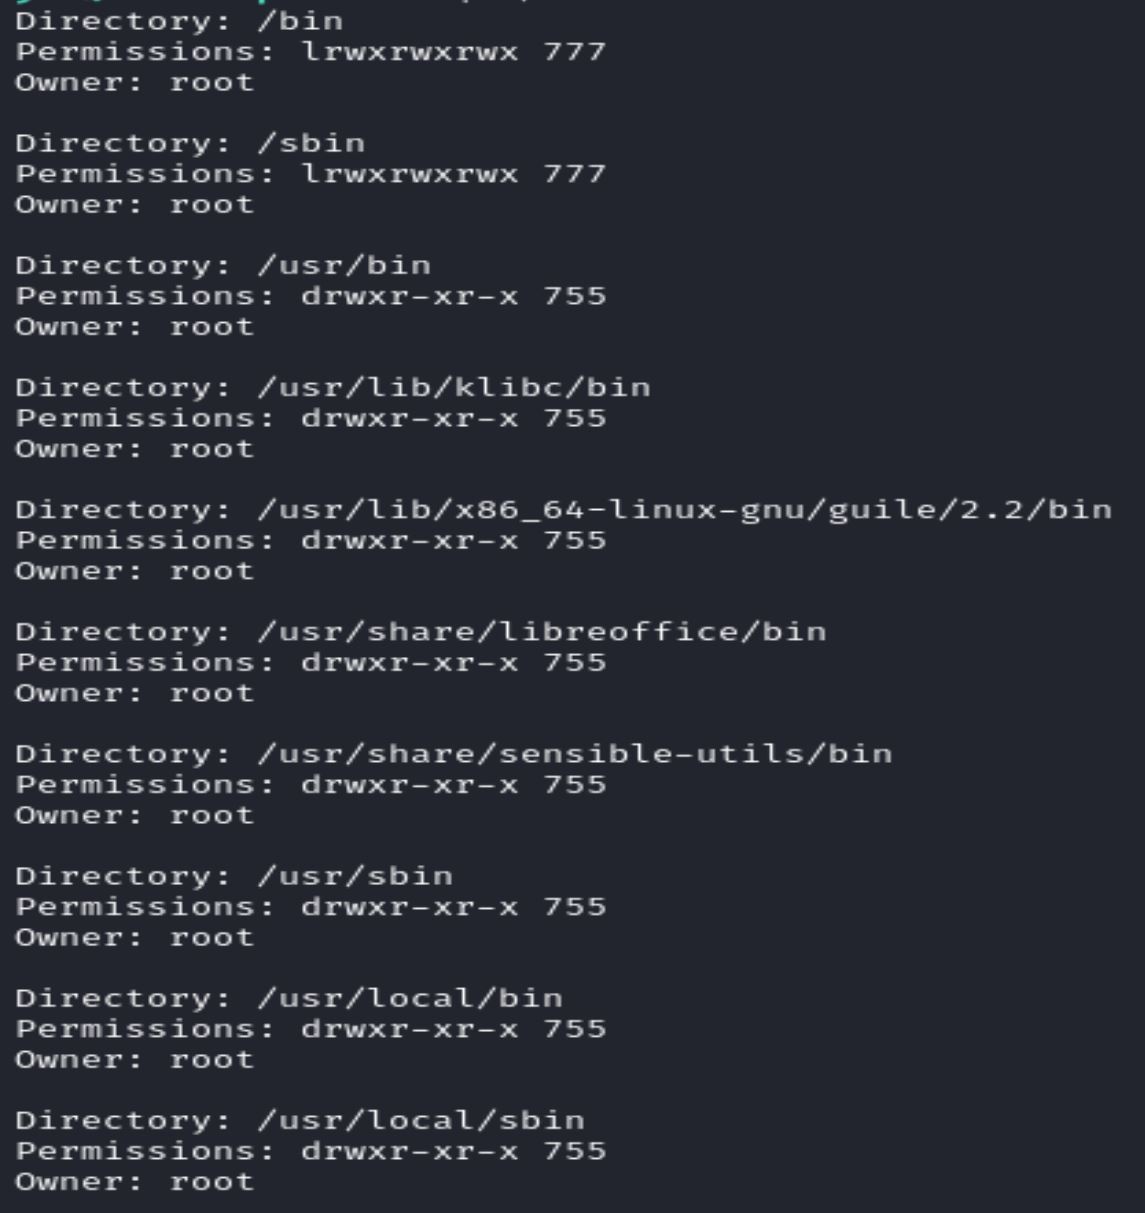 Directory: /bin
Permissions: lrwxrwxrwx 777
Owner: root

Directory: /sbin
Permissions: lrwxrwxrwx 777
Owner: root

Directory: /usr/bin
Permissions: drwxr-xr-x 755
Owner: root

Directory: /usr/lib/klibc/bin
Permissions: drwxr-xr-x 755
Owner: root

Directory: /usr/lib/x86_64-linux-gnu/guile/2.2/bin
Permissions: drwxr-xr-x 755
Owner: root

Directory: /usr/share/libreoffice/bin
Permissions: drwxr-xr-x 755
Owner: root

Directory: /usr/share/sensible-utils/bin
Permissions: drwxr-xr-x 755
Owner: root

Directory: /usr/sbin
Permissions: drwxr-xr-x 755
Owner: root

Directory: /usr/local/bin
Permissions: drwxr-xr-x 755
Owner: root

Directory: /usr/local/sbin
Permissions: drwxr-xr-x 755
Owner: root